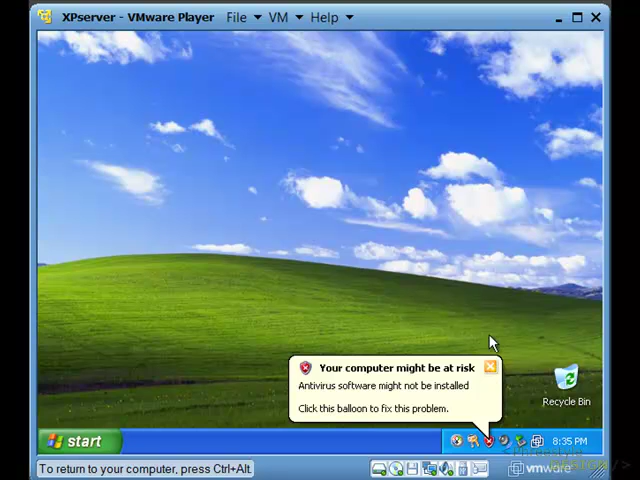 XPserver - VMware Player File VM Help
Your computer might be at risk
Antivirus software might not be installed
Click this balloon to fix this problem.
Recycle Bin
start
8:35 PM
To return to your computer, press Ctrl+Alt.
vmware